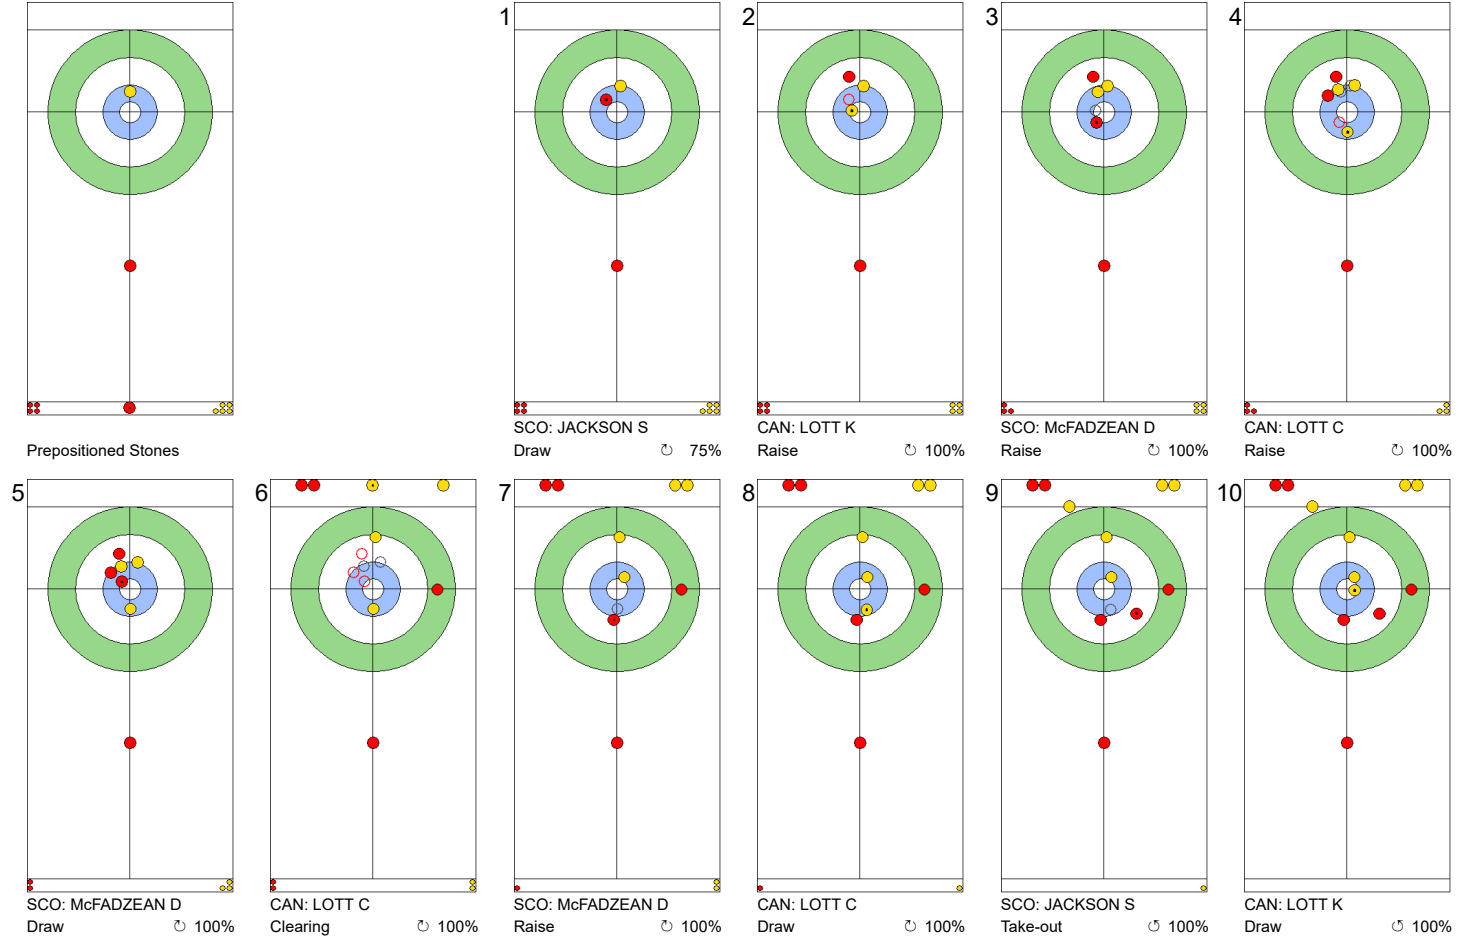 1
2
3
4
Prepositioned Stones
SCO: JACKSON S
Draw ↻ 75%
CAN: LOTT K
Raise ↻ 100%
SCO: McFADZEAN D
Raise ↻ 100%
CAN: LOTT C
Raise ↻ 100%
5
6
7
8
9
10
SCO: McFADZEAN D
Draw ↻ 100%
CAN: LOTT C
Clearing ↻ 100%
SCO: McFADZEAN D
Raise ↻ 100%
CAN: LOTT C
Draw ↻ 100%
SCO: JACKSON S
Take-out ↺ 100%
CAN: LOTT K
Draw ↺ 100%